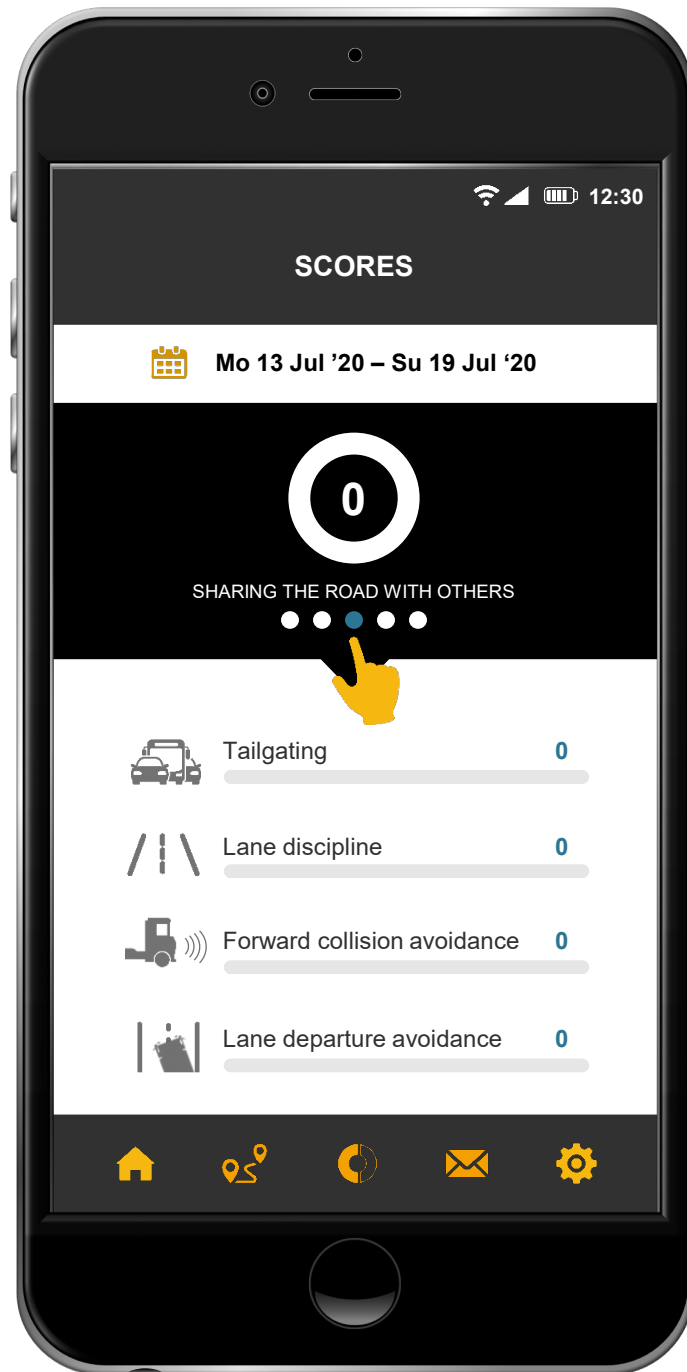 12:30
SCORES
Mo 13 Jul ’20 – Su 19 Jul ‘20
0
SHARING THE ROAD WITH OTHERS
Tailgating 0
Lane discipline 0
Forward collision avoidance 0
Lane departure avoidance 0